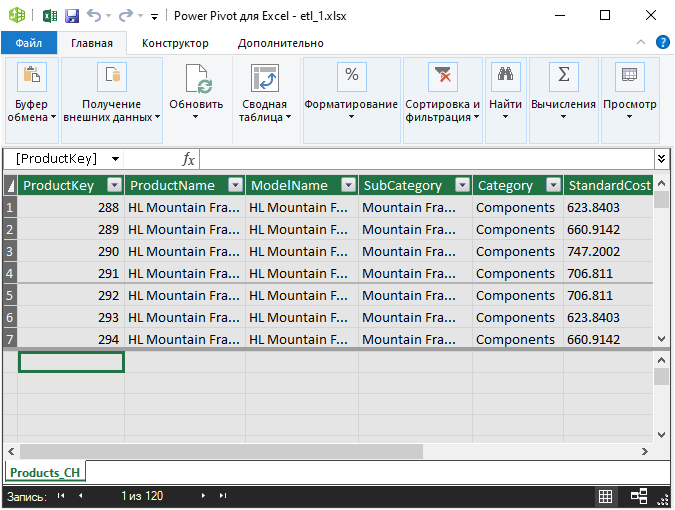 Power Pivot для Excel - etl_1.xlsx
Файл Главная Конструктор Дополнительно
Буфер обмена Получение внешних данных Обновить Сводная таблица Форматирование Сортировка и фильтрация Найти Вычисления Просмотр
[ProductKey] fx
ProductKey ProductName ModelName SubCategory Category StandardCost
1 288 HL Mountain Fra... HL Mountain F... Mountain Fra... Components 623.8403
2 289 HL Mountain Fra... HL Mountain F... Mountain Fra... Components 660.9142
3 290 HL Mountain Fra... HL Mountain F... Mountain Fra... Components 747.2002
4 291 HL Mountain Fra... HL Mountain F... Mountain Fra... Components 706.811
5 292 HL Mountain Fra... HL Mountain F... Mountain Fra... Components 706.811
6 293 HL Mountain Fra... HL Mountain F... Mountain Fra... Components 623.8403
7 294 HL Mountain Fra... HL Mountain F... Mountain Fra... Components 660.9142
Products_CH
Запись: 1 из 120